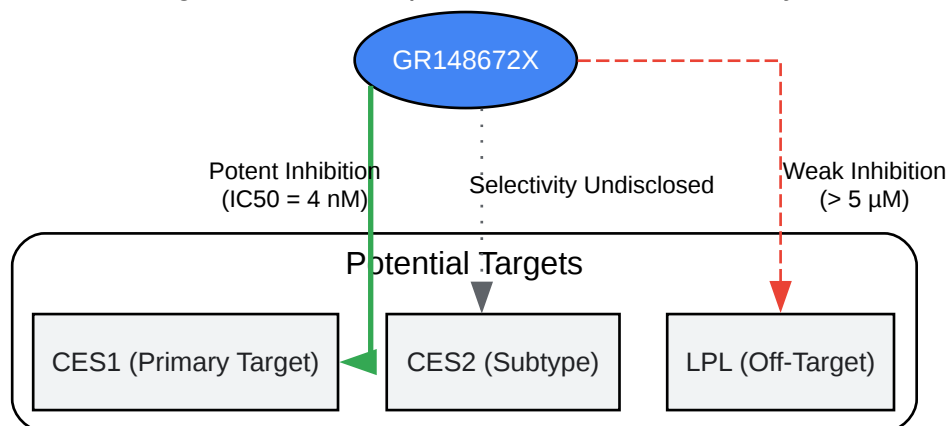 GR148672X
Potent Inhibition
(IC50 = 4 nM)
Selectivity Undisclosed
Weak Inhibition
(> 5 µM)
Potential Targets
CES1 (Primary Target)
CES2 (Subtype)
LPL (Off-Target)